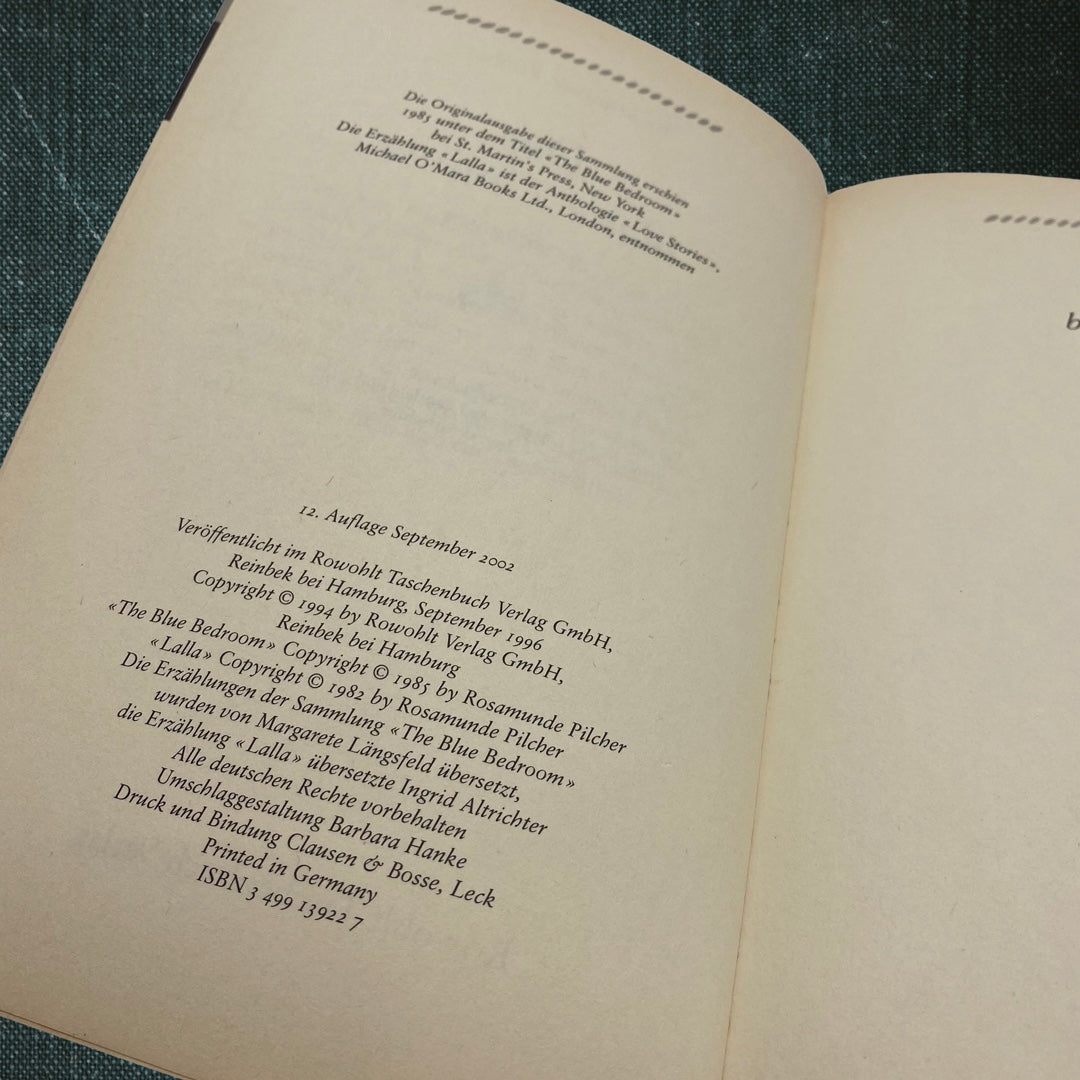 Die Originalausgabe dieser Sammlung erschien
1985 unter dem Titel «The Blue Bedroom»
bei St. Martin's Press, New York
Die Erzählung «Lalla» ist der Anthologie «Love Stories»,
Michael O'Mara Books Ltd., London, entnommen
12. Auflage September 2002
Veröffentlicht im Rowohlt Taschenbuch Verlag GmbH,
Reinbek bei Hamburg, September 1996
Copyright © 1994 by Rowohlt Verlag GmbH,
Reinbek bei Hamburg
«The Blue Bedroom» Copyright © 1985 by Rosamunde Pilcher
«Lalla» Copyright © 1982 by Rosamunde Pilcher
Die Erzählungen der Sammlung «The Blue Bedroom»
wurden von Margarete Längsfeld übersetzt,
die Erzählung «Lalla» übersetzte Ingrid Altrichter
Alle deutschen Rechte vorbehalten
Umschlaggestaltung Barbara Hanke
Druck und Bindung Clausen & Bosse, Leck
Printed in Germany
ISBN 3 499 13922 7